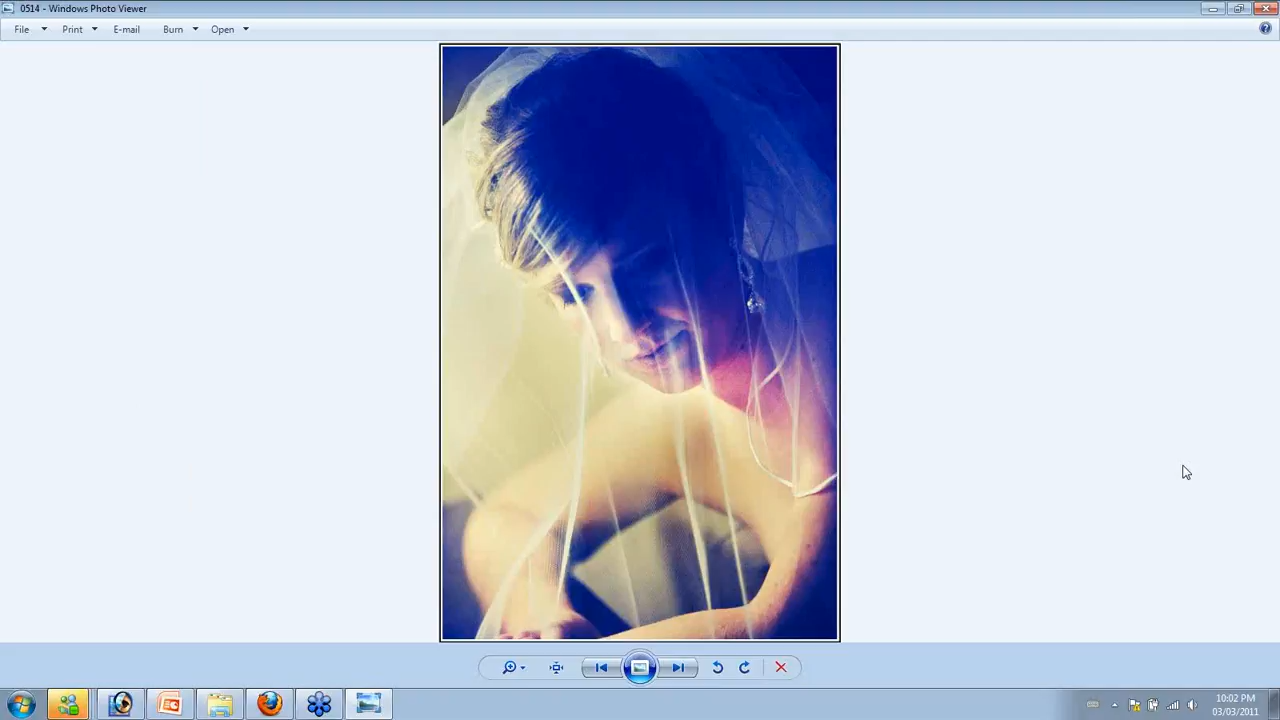 0514 - Windows Photo Viewer
File Print E-mail Burn Open
10:02 PM
03/03/2011